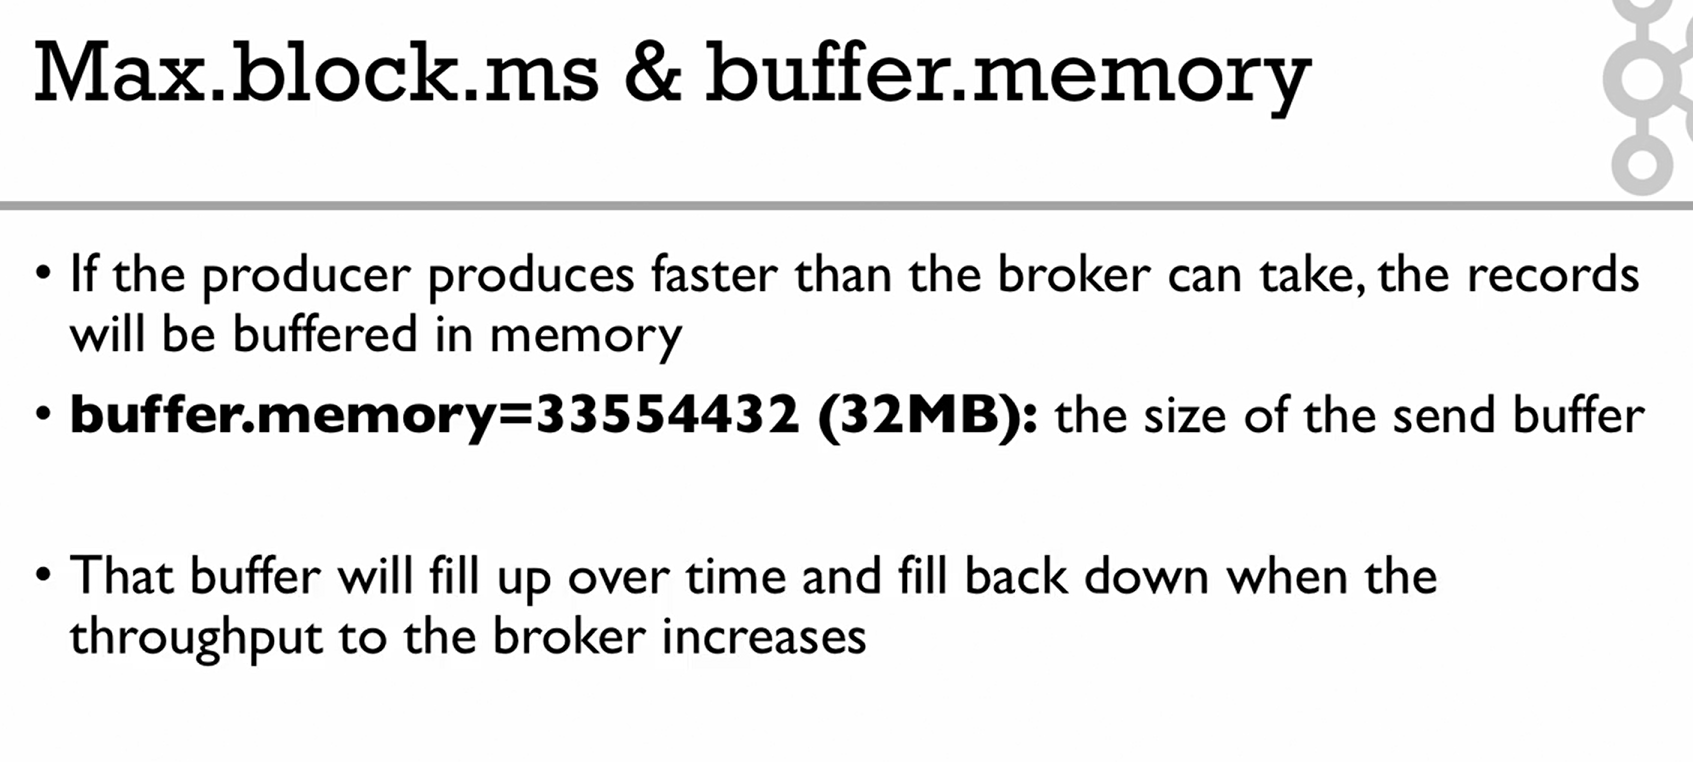 Max.block.ms & buffer.memory
• If the producer produces faster than the broker can take, the records
will be buffered in memory
• buffer.memory=33554432 (32MB): the size of the send buffer
• That buffer will fill up over time and fill back down when the
throughput to the broker increases